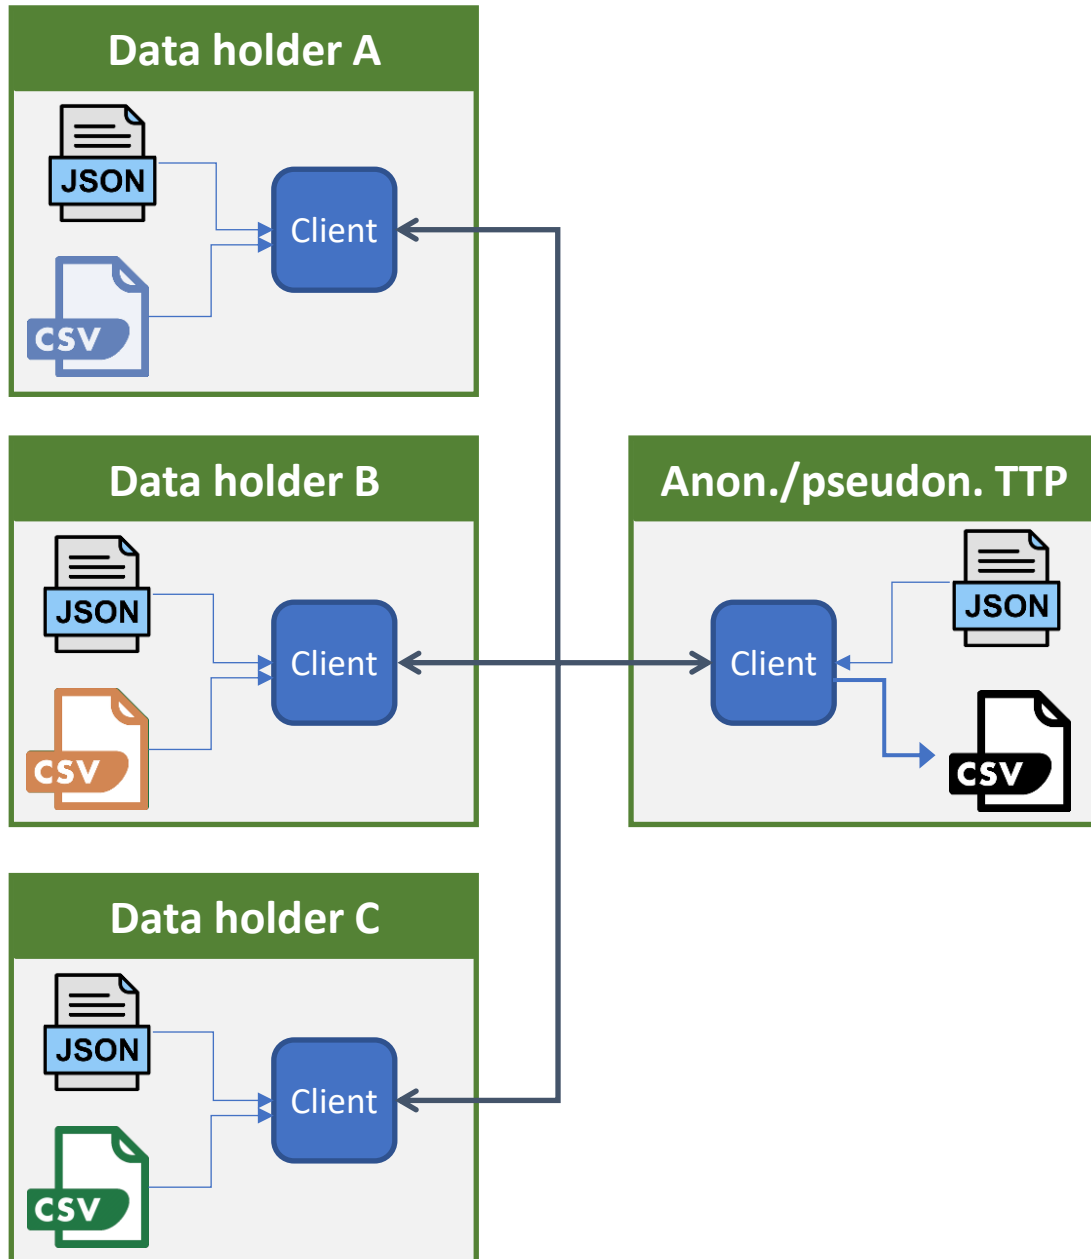 Data holder A
JSON
Client
CSV
Data holder B
JSON
Client
CSV
Anon./pseudon. TTP
JSON
Client
CSV
Data holder C
JSON
Client
CSV